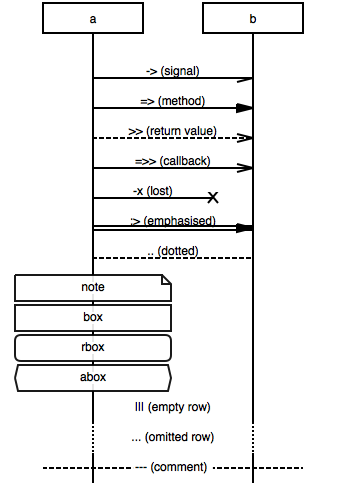 a b
-> (signal)
=> (method)
>> (return value)
=>> (callback)
-x (lost)
:> (emphasised)
.. (dotted)
note
box
rbox
abox
||| (empty row)
... (omitted row)
--- (comment)